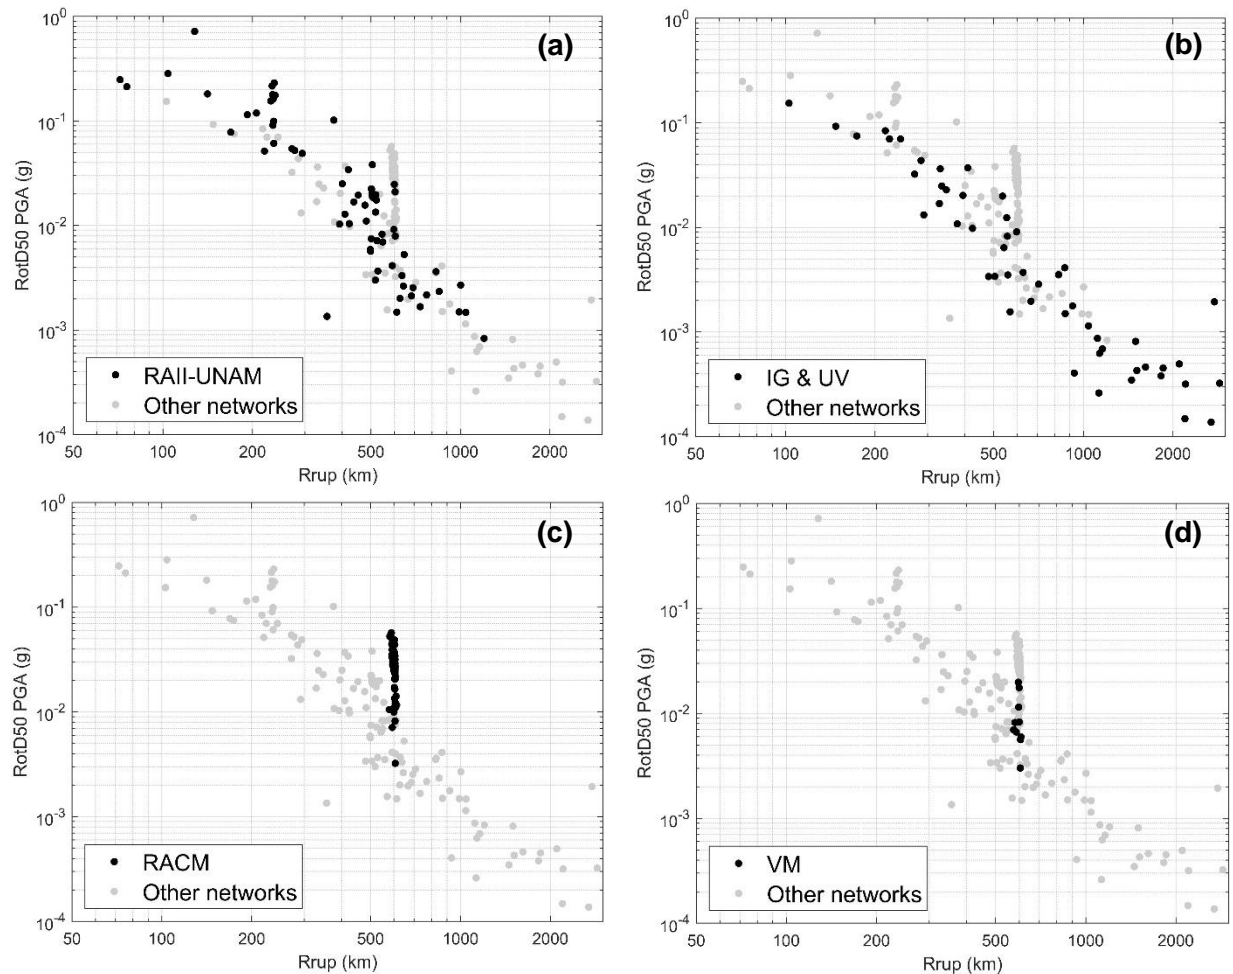 (a)
10^0
10^-1
10^-2
10^-3
10^-4
RotD50 PGA (g)
RAII-UNAM
Other networks
50 100 200 500 1000 2000
Rrup (km)
(b)
10^0
10^-1
10^-2
10^-3
10^-4
RotD50 PGA (g)
IG & UV
Other networks
50 100 200 500 1000 2000
Rrup (km)
(c)
10^0
10^-1
10^-2
10^-3
10^-4
RotD50 PGA (g)
RACM
Other networks
50 100 200 500 1000 2000
Rrup (km)
(d)
10^0
10^-1
10^-2
10^-3
10^-4
RotD50 PGA (g)
VM
Other networks
50 100 200 500 1000 2000
Rrup (km)